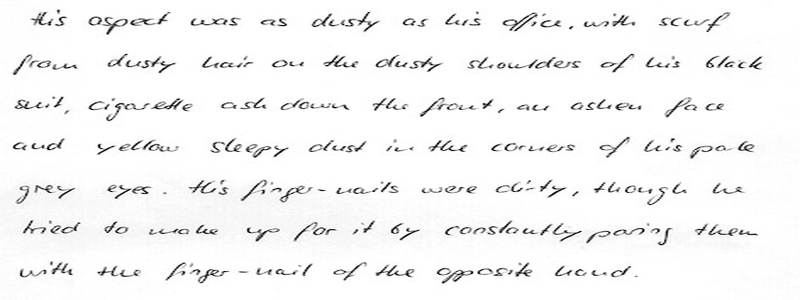 His aspect was as dusty as his office, with scurf
from dusty hair on the dusty shoulders of his black
suit, cigarette ash down the front, an ashen face
and yellow sleepy dust in the corners of his pale
grey eyes. His finger-nails were dirty, though he
tried to make up for it by constantly paring them
with the finger-nail of the opposite hand.